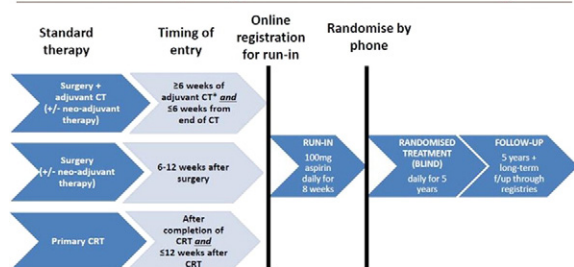 Standard
therapy
Timing of
entry
Online
registration
for run-in
Randomise by
phone
Surgery +
adjuvant CT
(+/- neo-adjuvant
therapy)
≥6 weeks of
adjuvant CT* and
≤6 weeks from
end of CT
Surgery
(+/- neo-adjuvant
therapy)
6-12 weeks after
surgery
Primary CRT
After
completion of
CRT and
≤12 weeks after
CRT
RUN-IN
100mg
aspirin
daily for
8 weeks
RANDOMISED
TREATMENT
(BLIND)
daily for 5
years
FOLLOW-UP
5 years +
long-term
f/up through
registries